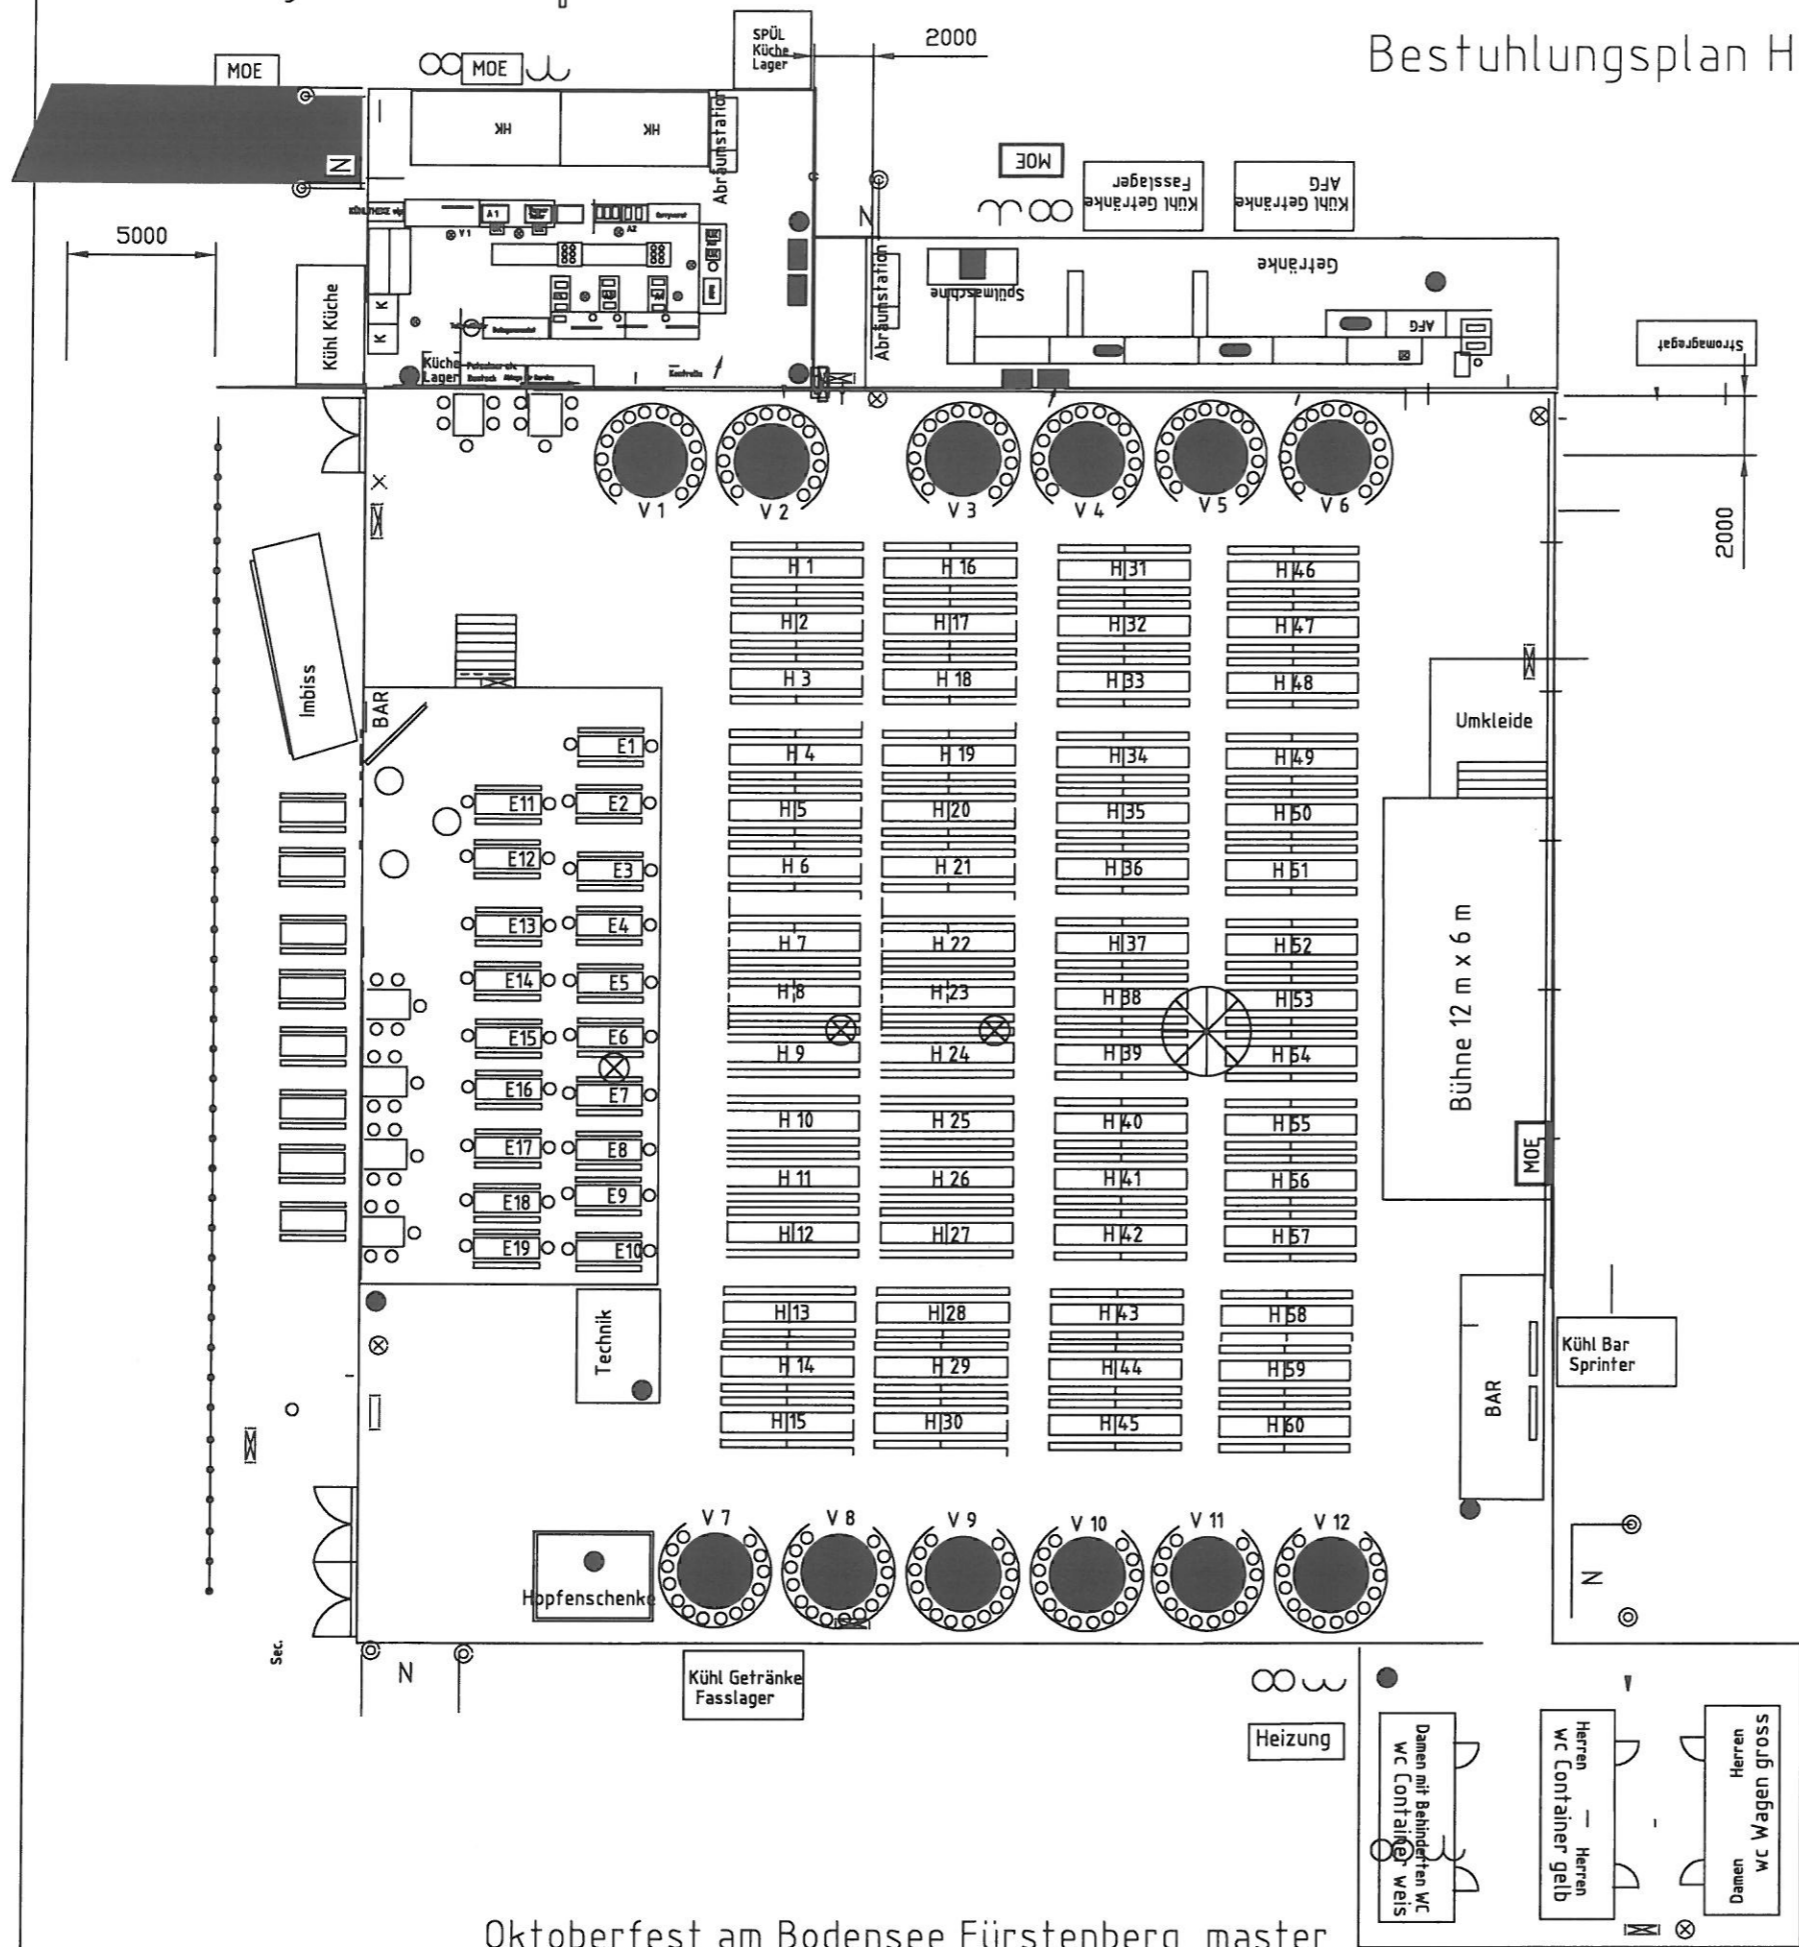 Bestuhlungsplan H
SPÜL
Küche
Lager
2000
MOE
MOE
HK
HK
Abräumstation
N
MOE
Kühl Getränke
Fasslager
Kühl Getränke
AFG
5000
A 1
V 1
A2
N
Kühl Küche
K
K
Küche
Lager
Kontrolle
Abräumstation
Spülmaschine
Getränke
AFG
Stromagregat
2000
V 1
V 2
V 3
V 4
V 5
V 6
H 1
H 16
H 31
H 46
H 2
H 17
H 32
H 47
H 3
H 18
H 33
H 48
H 4
H 19
H 34
H 49
H 5
H 20
H 35
H 50
H 6
H 21
H 36
H 51
H 7
H 22
H 37
H 52
H 8
H 23
H 38
H 53
H 9
H 24
H 39
H 54
H 10
H 25
H 40
H 55
H 11
H 26
H 41
H 56
H 12
H 27
H 42
H 57
H 13
H 28
H 43
H 58
H 14
H 29
H 44
H 59
H 15
H 30
H 45
H 60
Imbiss
BAR
E1
E11
E2
E12
E3
E13
E4
E14
E5
E15
E6
E16
E7
E17
E8
E18
E9
E19
E10
Technik
Umkleide
Bühne 12 m x 6 m
MOE
BAR
Kühl Bar
Sprinter
V 7
V 8
V 9
V 10
V 11
V 12
Hopfenschenke
N
Sec.
N
Kühl Getränke
Fasslager
Heizung
Damen mit Behinderten WC
WC Container weis
Herren — Herren
WC Container gelb
Damen Herren
WC Wagen gross
Oktoberfest am Bodensee Fürstenberg master